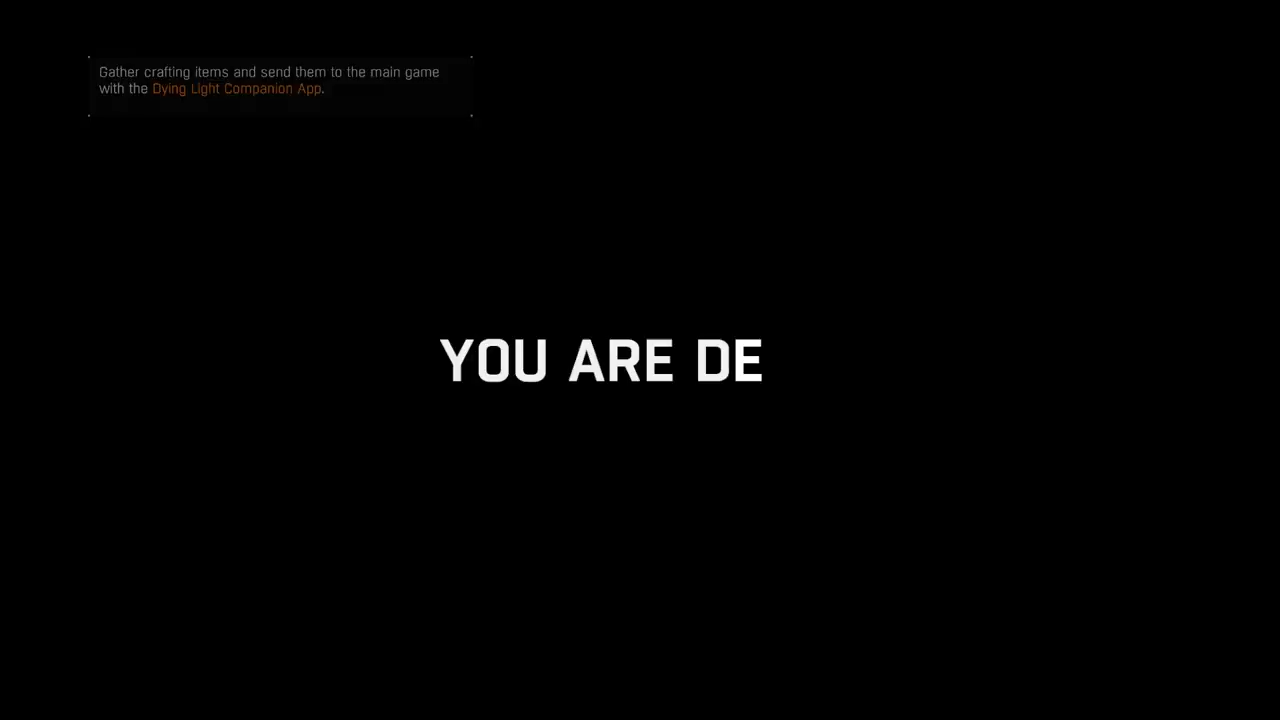 Gather crafting items and send them to the main game
with the Dying Light Companion App.
YOU ARE DE